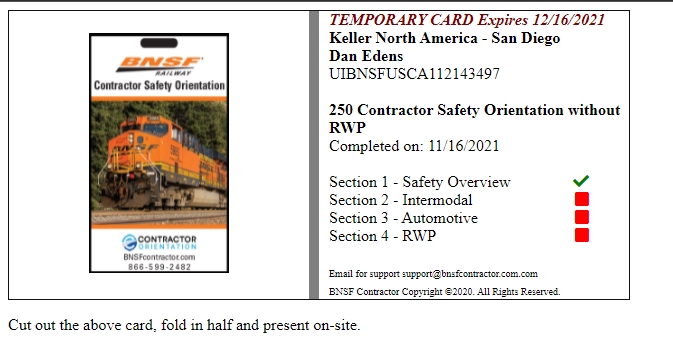 BNSF
RAILWAY
Contractor Safety Orientation
CONTRACTOR
ORIENTATION
BNSFcontractor.com
866-599-2482
TEMPORARY CARD Expires 12/16/2021
Keller North America - San Diego
Dan Edens
UIBNSFUSCA112143497
250 Contractor Safety Orientation without
RWP
Completed on: 11/16/2021
Section 1 - Safety Overview
Section 2 - Intermodal
Section 3 - Automotive
Section 4 - RWP
Email for support support@bnsfcontractor.com.com
BNSF Contractor Copyright ©2020. All Rights Reserved.
Cut out the above card, fold in half and present on-site.